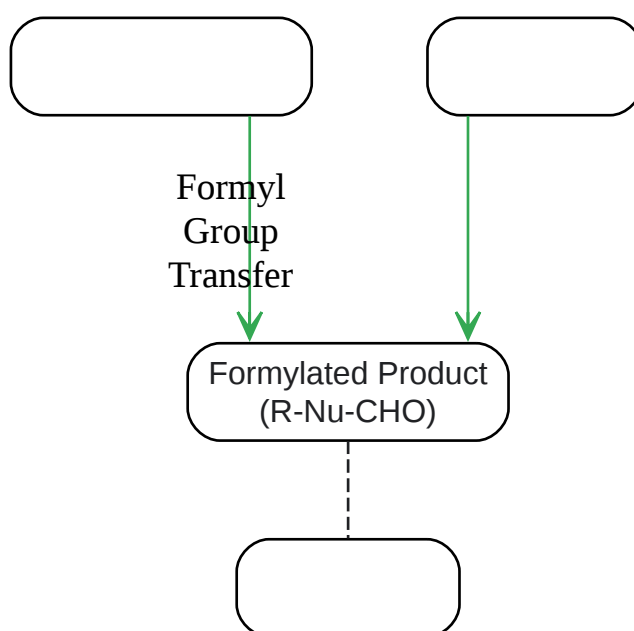 Formyl
Group
Transfer
Formylated Product
(R-Nu-CHO)